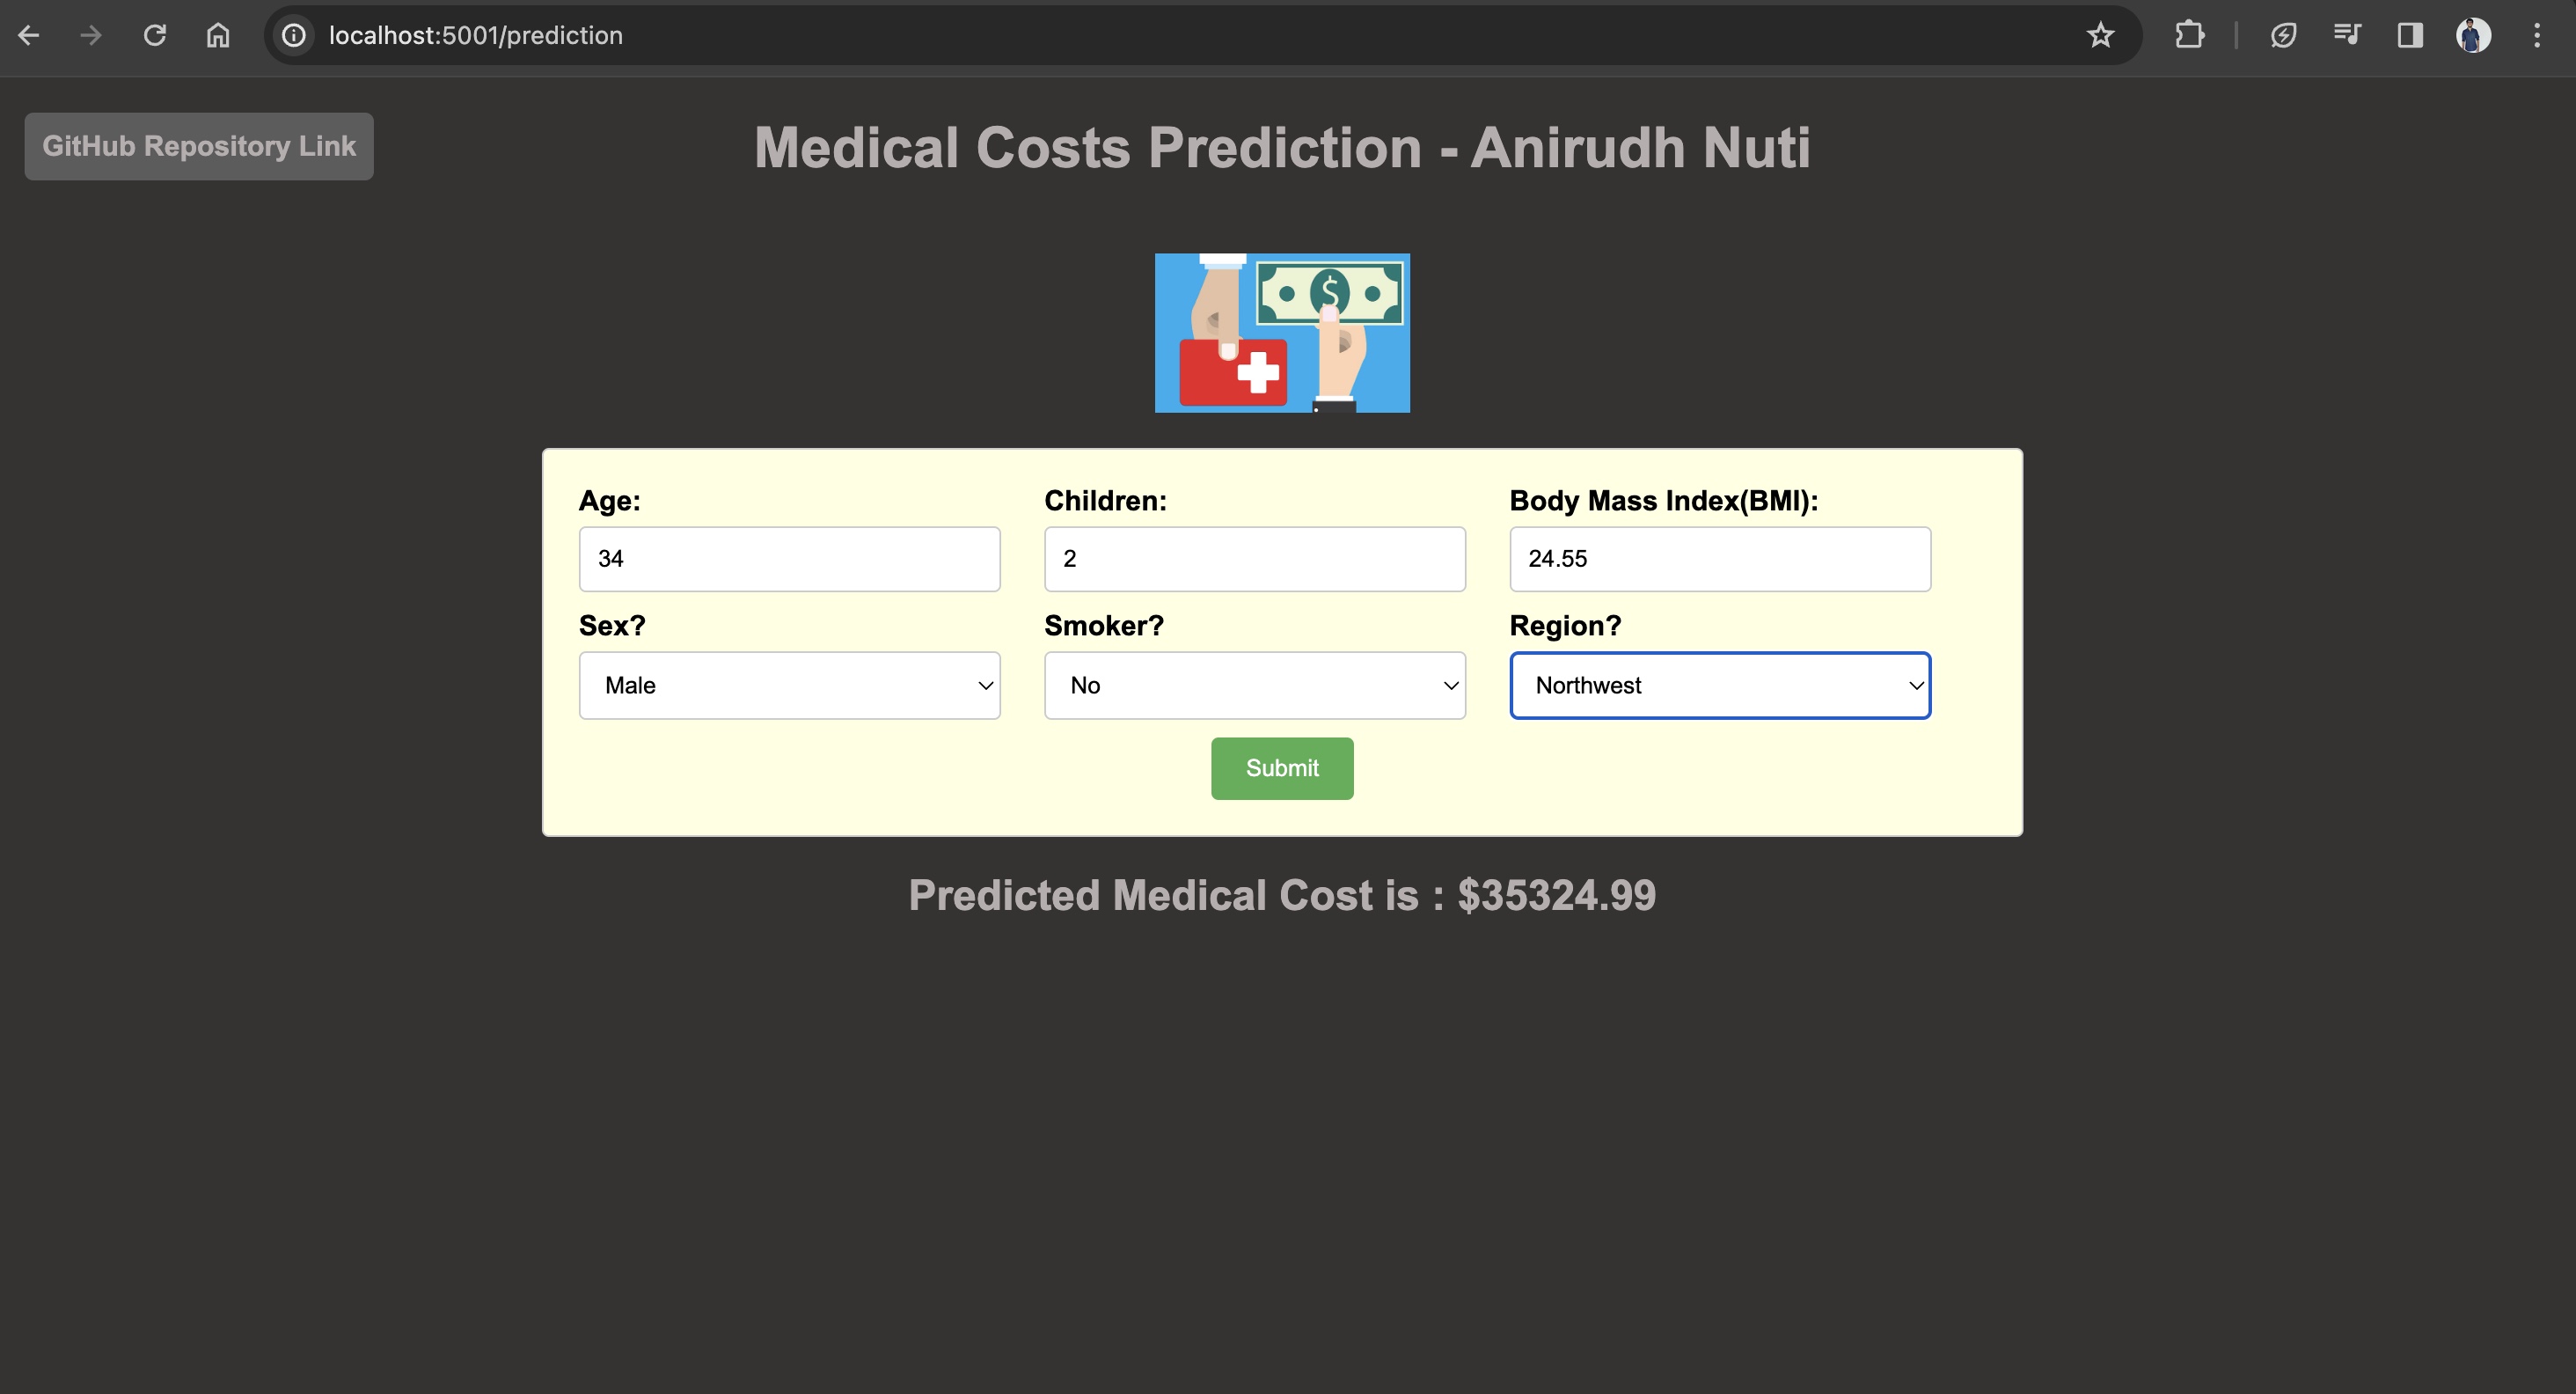 localhost:5001/prediction
GitHub Repository Link
Medical Costs Prediction - Anirudh Nuti
$
Age: Children: Body Mass Index(BMI):
34 2 24.55
Sex? Smoker? Region?
Male No Northwest
Submit
Predicted Medical Cost is : $35324.99